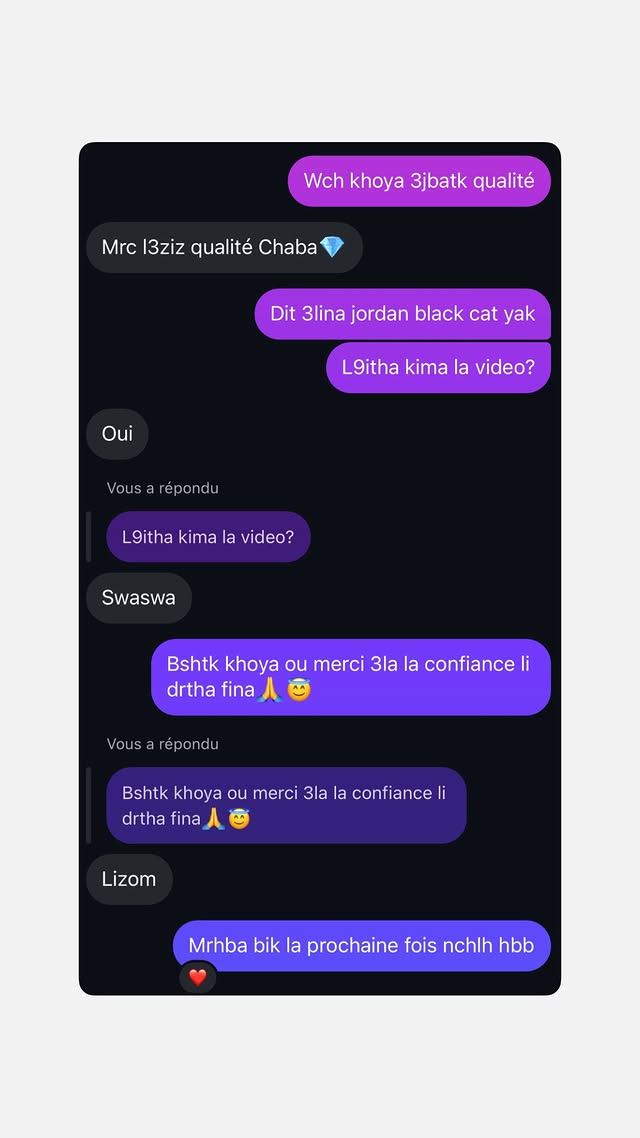 Wch khoya 3jbatk qualité
Mrc l3ziz qualité Chaba💎
Dit 3lina jordan black cat yak
L9itha kima la video?
Oui
Vous a répondu
L9itha kima la video?
Swaswa
Bshtk khoya ou merci 3la la confiance li
drtha fina🙏😇
Vous a répondu
Bshtk khoya ou merci 3la la confiance li
drtha fina🙏😇
Lizom
Mrhba bik la prochaine fois nchlh hbb
❤️